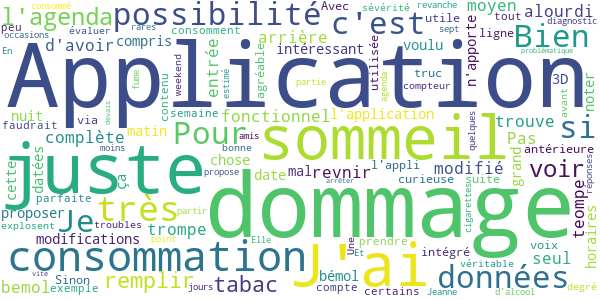 consommé peu l'agenda possibilité Avec sévérité revanche moyen tout alourdi
occasions évaluer rares consomment c'est utile diagnostic
En d'avoir compris arrière intéressant voulu ligne Bien problématique
Application
weekend fume agréable entrée truc utilisée n'apporte 3D
nuit via contenu estimé partie compteur agenda sept avant noter
faudrait semaine fonctionnel l'application quelques
complète matin Pour devais sommeil trouve si
moins amis Pas antérieure
juste cette datées ça chose bonne propose date mal revnir l'appli modifié grand voir réponses
dommage
parfaite troubles curieuse suite
proposer Je très partir arrêter cigarettes teompe horaires
explosent modifications trompe point Elle Une prendre voix
consommation J'ai Et intégré seul
bemol Sinon vite remplir tabac bémol véritable données
exemple jours compte certains Jeanne d'alcool degré